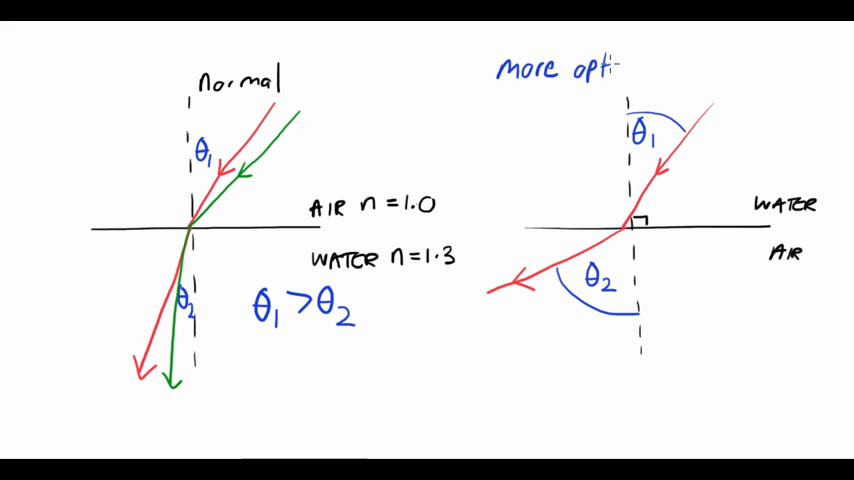 normal
θ₁
AIR n=1.0
WATER n=1.3
θ₂
θ₁ >θ₂
more opt
θ₁
WATER
AIR
θ₂